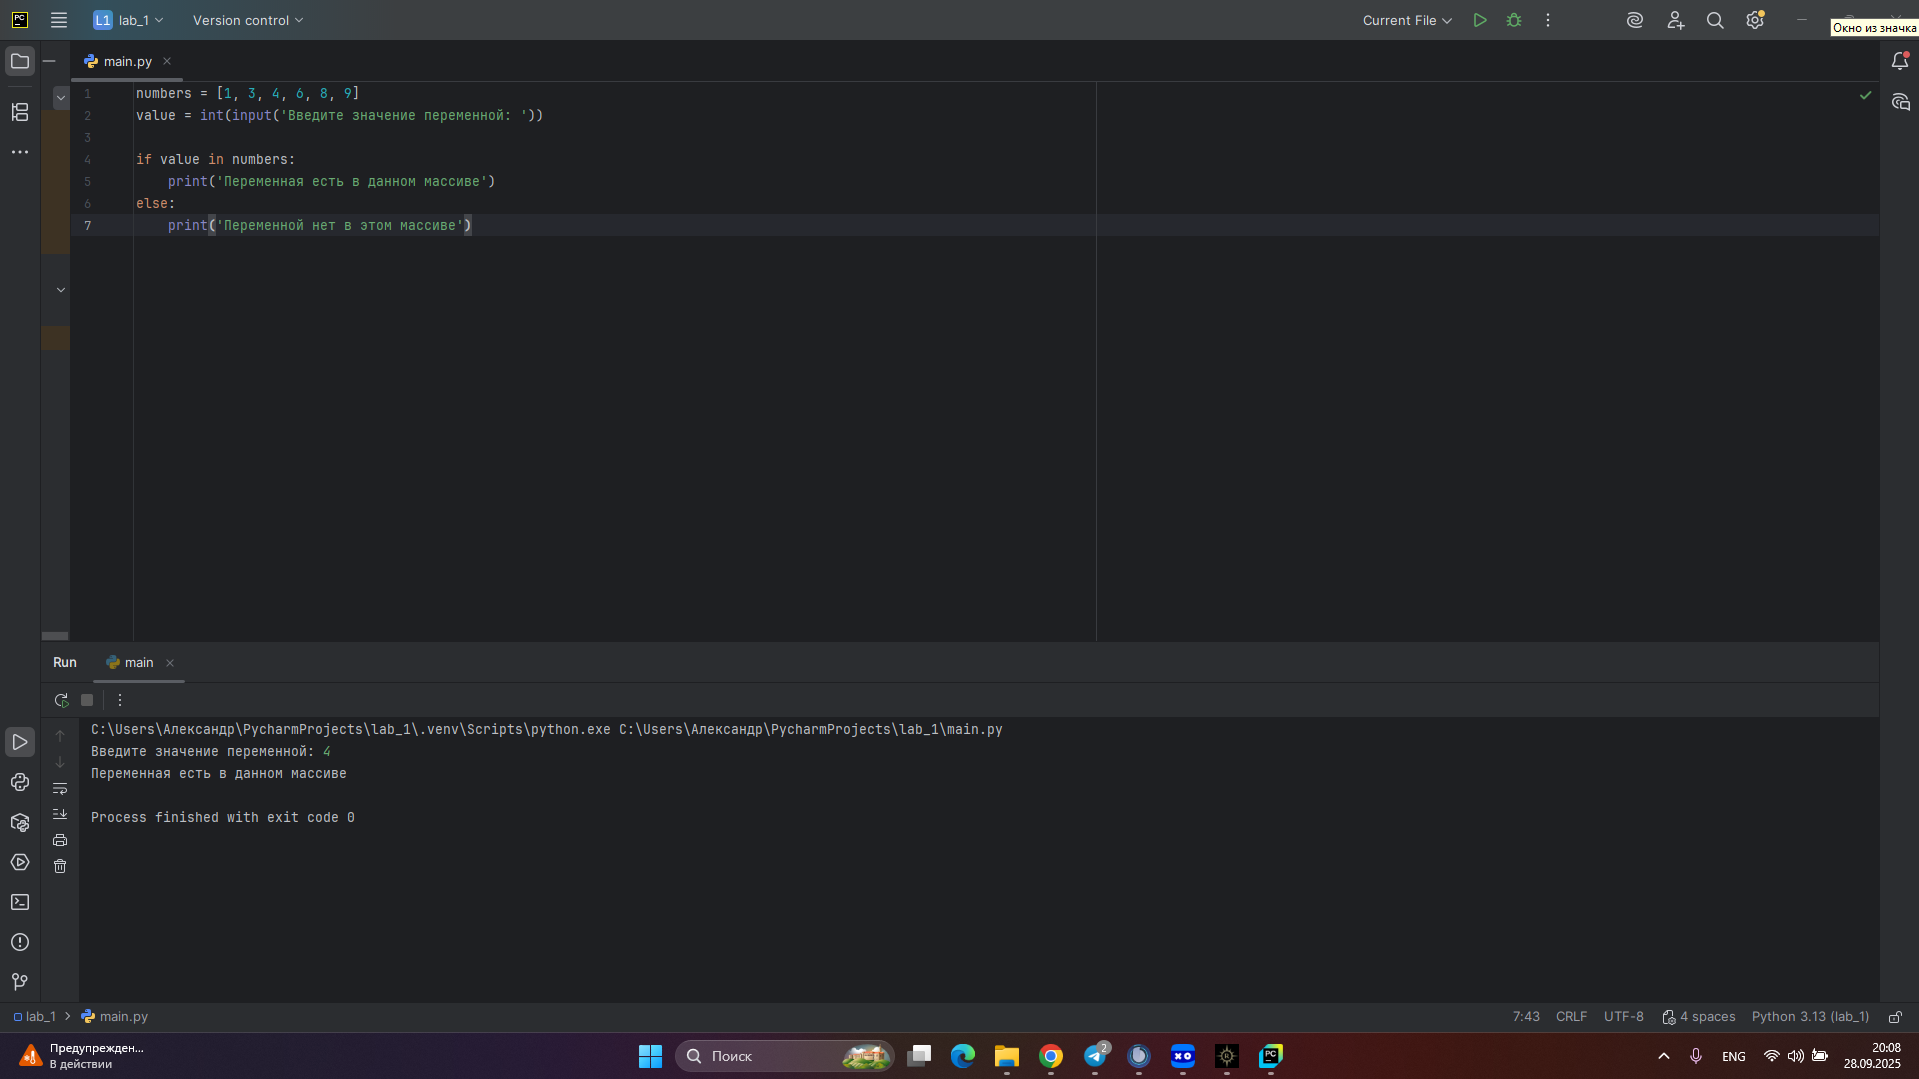 PC L1 lab_1 Version control Current File
Окно из значка
main.py
1 numbers = [1, 3, 4, 6, 8, 9]
2 value = int(input('Введите значение переменной: '))
3
4 if value in numbers:
5 print('Переменная есть в данном массиве')
6 else:
7 print('Переменной нет в этом массиве')
Run main
C:\Users\Александр\PycharmProjects\lab_1\.venv\Scripts\python.exe C:\Users\Александр\PycharmProjects\lab_1\main.py
Введите значение переменной: 4
Переменная есть в данном массиве
Process finished with exit code 0
lab_1 main.py 7:43 CRLF UTF-8 4 spaces Python 3.13 (lab_1)
Предупрежден...
В действии
Поиск
2
XO
R
PC
ENG
20:08
28.09.2025